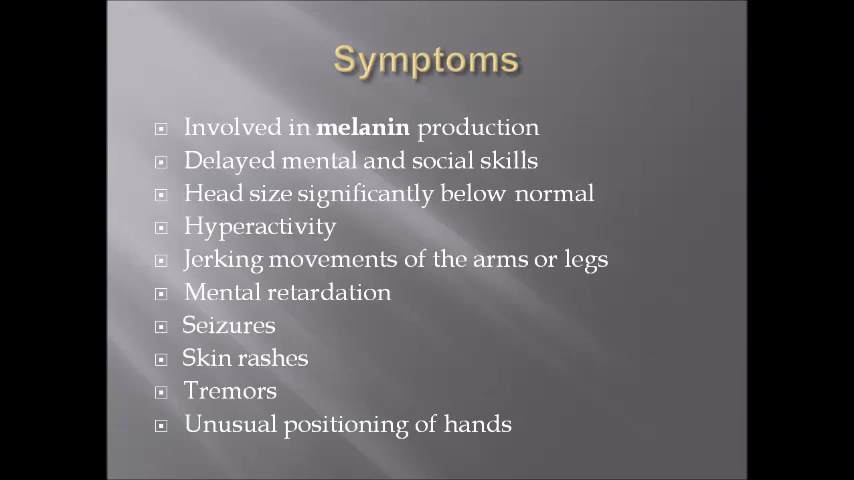 Symptoms
Involved in melanin production
Delayed mental and social skills
Head size significantly below normal
Hyperactivity
Jerking movements of the arms or legs
Mental retardation
Seizures
Skin rashes
Tremors
Unusual positioning of hands